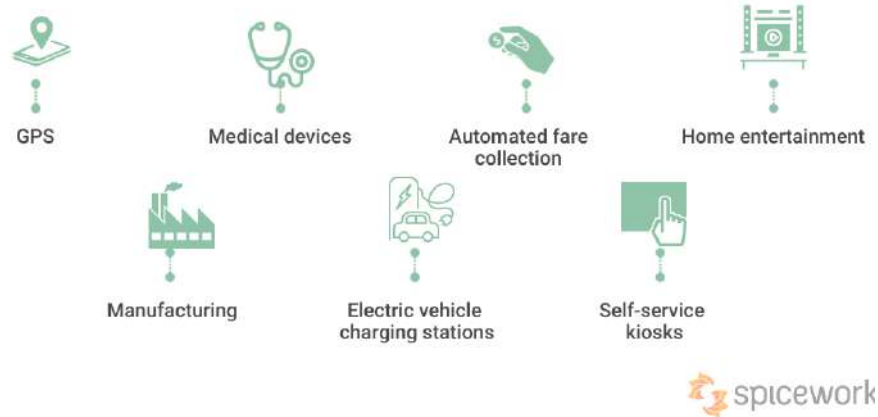 GPS
Medical devices
Automated fare
collection
Home entertainment
Manufacturing
Electric vehicle
charging stations
Self-service
kiosks
spicework